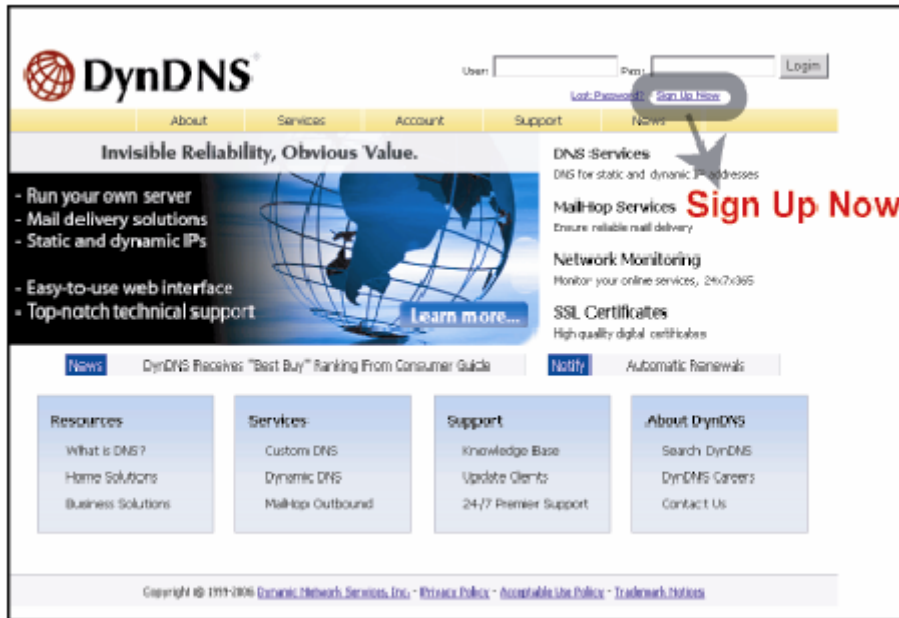 DynDNS
User: Pass: Login
Lost Password? Sign Up Now
About Services Account Support News
Invisible Reliability, Obvious Value.
- Run your own server
- Mail delivery solutions
- Static and dynamic IPs
- Easy-to-use web interface
- Top-notch technical support
Learn more...
DNS Services
DNS for static and dynamic IP addresses
MailHop Services
Ensure reliable mail delivery
Sign Up Now
Network Monitoring
Monitor your online services, 24x7x365
SSL Certificates
High quality digital certificates
News DynDNS Receives "Best Buy" Ranking From Consumer Guide
Notify Automatic Renewals
Resources
What is DNS?
Home Solutions
Business Solutions
Services
Custom DNS
Dynamic DNS
MailHop Outbound
Support
Knowledge Base
Update Clients
24/7 Premier Support
About DynDNS
Search DynDNS
DynDNS Careers
Contact Us
Copyright © 1999-2006 Dynamic Network Services, Inc. - Privacy Policy - Acceptable Use Policy - Trademark Notices